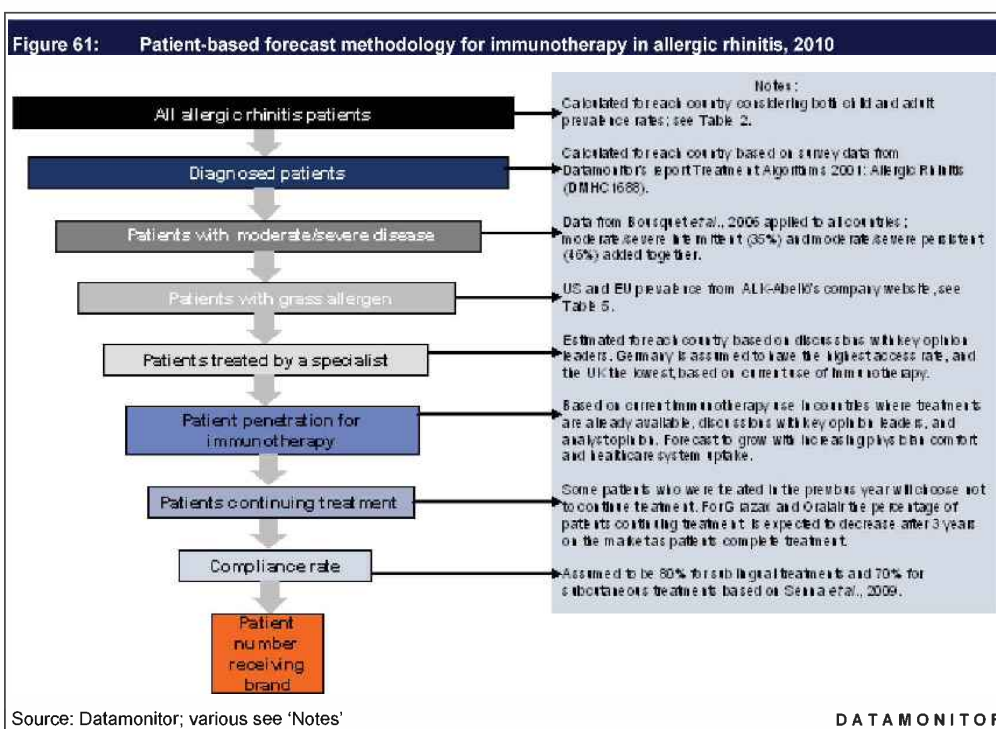 Figure 61: Patient-based forecast methodology for immunotherapy in allergic rhinitis, 2010
All allergic rhinitis patients
Diagnosed patients
Patients with moderate/severe disease
Patients with grass allergen
Patients treated by a specialist
Patient penetration for
immunotherapy
Patients continuing treatment
Compliance rate
Patient
number
receiving
brand
Notes:
Calculated for each country considering both child and adult
prevalence rates; see Table 2.
Calculated for each country based on survey data from
Datamonitor's report Treatment Algorithms 2001: Allergic Rhinitis
(DMHC1688).
Data from Bousquet et al., 2006 applied to all countries;
moderate/severe intermittent (35%) and moderate/severe persistent
(46%) added together.
US and EU prevalence from ALK-Abelló's company website, see
Table 5.
Estimated for each country based on discussions with key opinion
leaders. Germany is assumed to have the highest access rate, and
the UK the lowest, based on current use of immunotherapy.
Based on current immunotherapy use in countries where treatments
are already available, discussions with key opinion leaders, and
analyst opinion. Forecast to grow with increasing physician comfort
and healthcare system uptake.
Some patients who were treated in the previous year will choose not
to continue treatment. For Grazax and Oralair the percentage of
patients continuing treatment is expected to decrease after 3 years
on the market as patients complete treatment.
Assumed to be 80% for sublingual treatments and 70% for
subcutaneous treatments based on Senna et al., 2009.
Source: Datamonitor; various see 'Notes'
DATAMONITOR